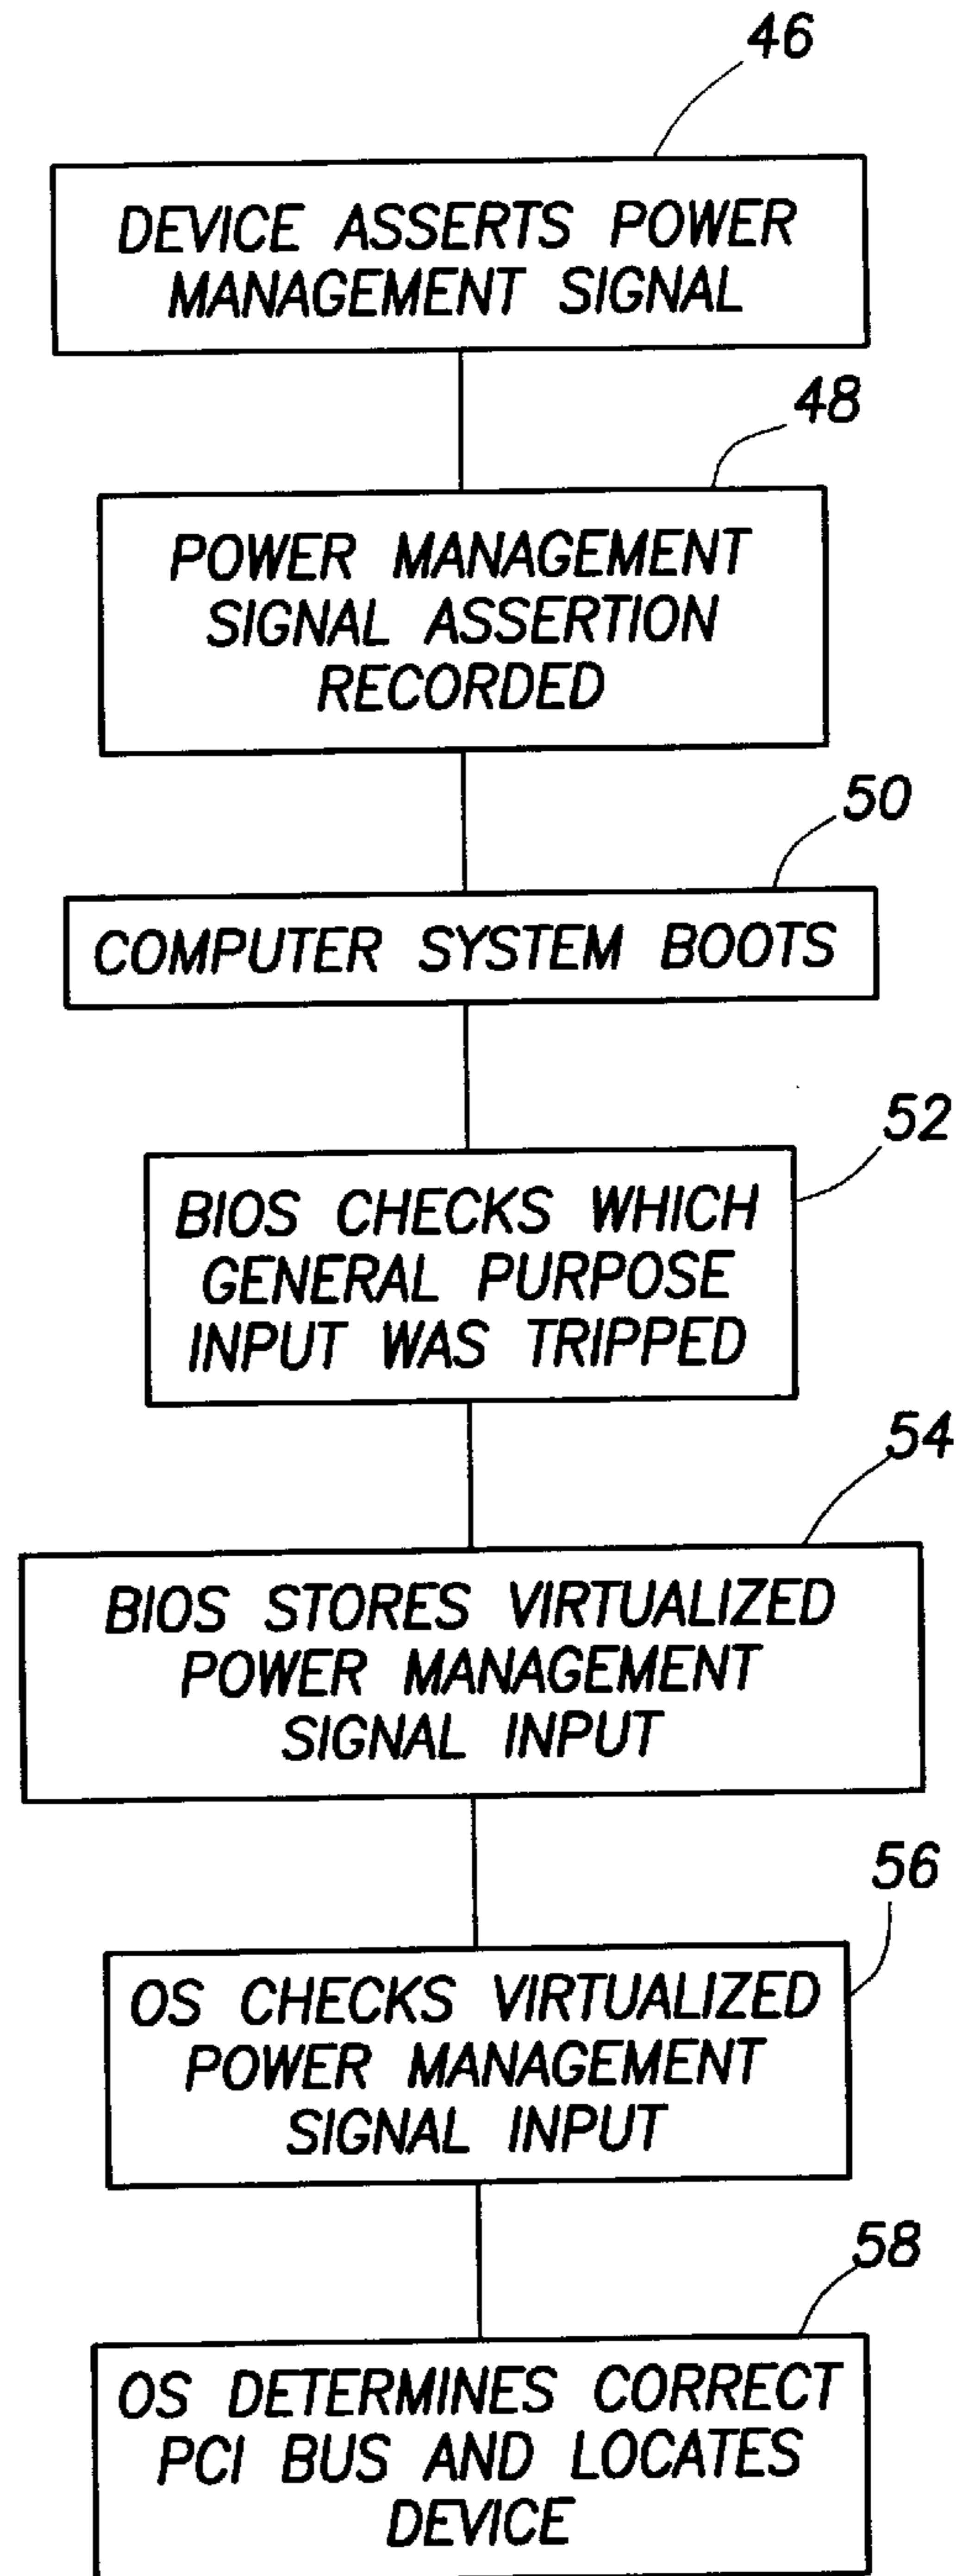 46
DEVICE ASSERTS POWER
MANAGEMENT SIGNAL
48
POWER MANAGEMENT
SIGNAL ASSERTION
RECORDED
50
COMPUTER SYSTEM BOOTS
52
BIOS CHECKS WHICH
GENERAL PURPOSE
INPUT WAS TRIPPED
54
BIOS STORES VIRTUALIZED
POWER MANAGEMENT
SIGNAL INPUT
56
OS CHECKS VIRTUALIZED
POWER MANAGEMENT
SIGNAL INPUT
58
OS DETERMINES CORRECT
PCI BUS AND LOCATES
DEVICE